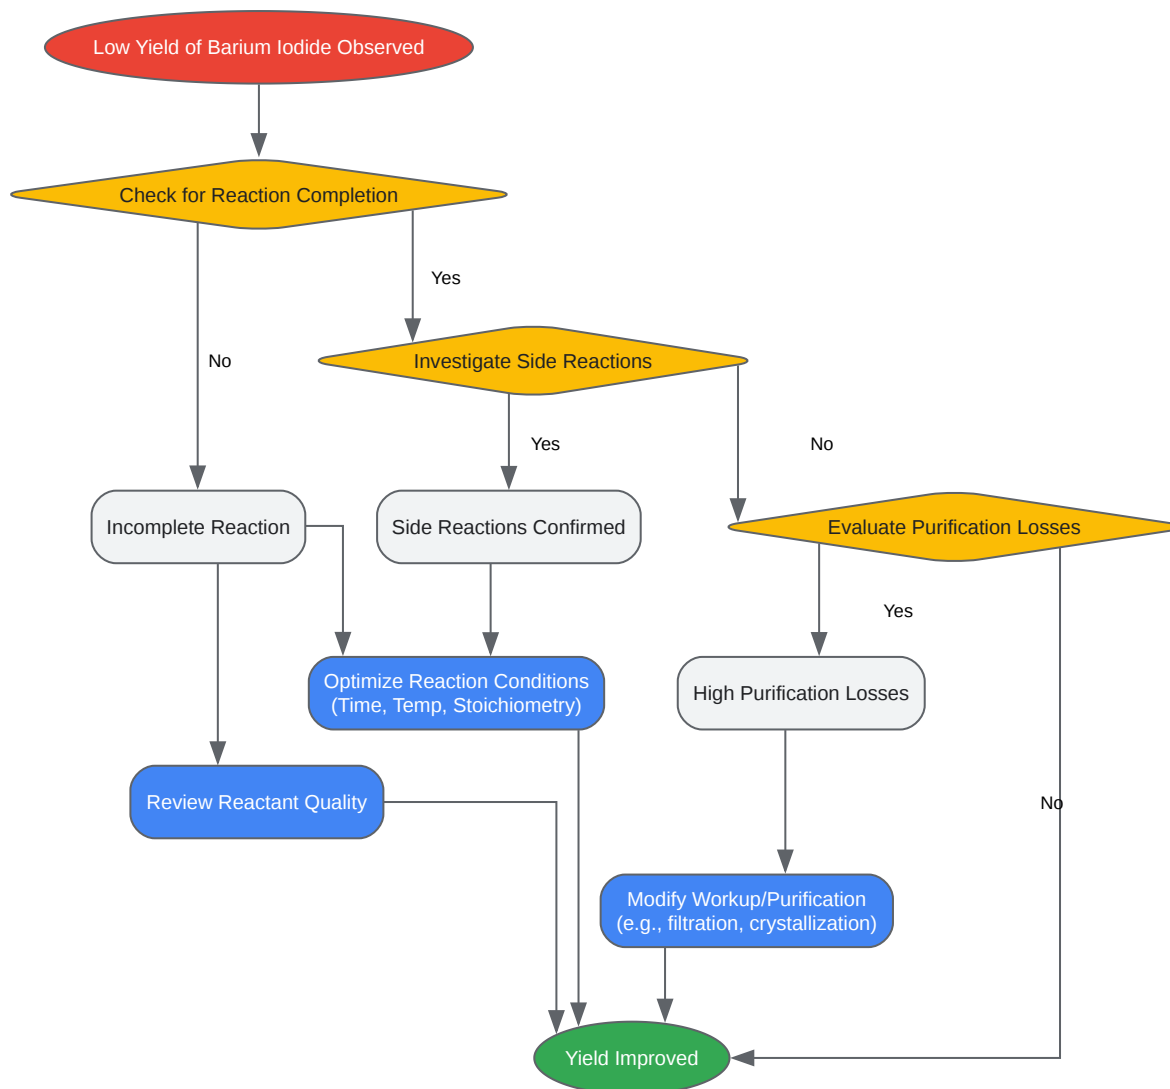 Low Yield of Barium Iodide Observed
Check for Reaction Completion
Yes
No
Investigate Side Reactions
Yes
No
Incomplete Reaction
Side Reactions Confirmed
Evaluate Purification Losses
Yes
Optimize Reaction Conditions
(Time, Temp, Stoichiometry)
High Purification Losses
Review Reactant Quality
No
Modify Workup/Purification
(e.g., filtration, crystallization)
Yield Improved